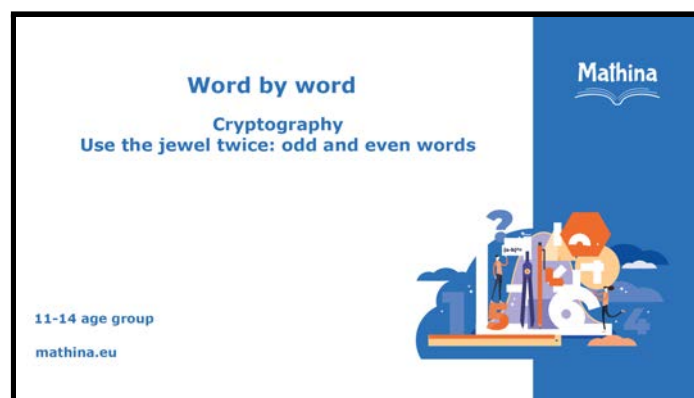 Word by word
Mathina
Cryptography
Use the jewel twice: odd and even words
11-14 age group
mathina.eu